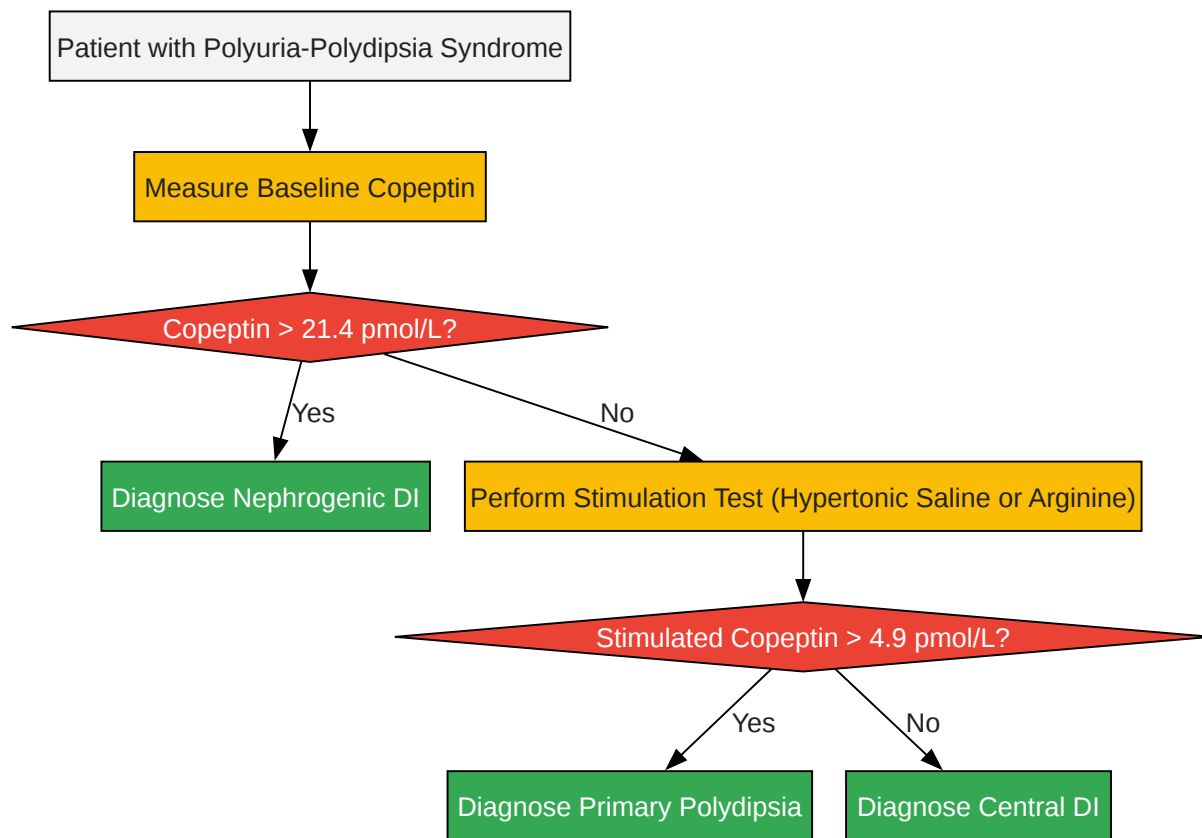 Patient with Polyuria-Polydipsia Syndrome
Measure Baseline Copeptin
Copeptin > 21.4 pmol/L?
Yes
No
Diagnose Nephrogenic DI
Perform Stimulation Test (Hypertonic Saline or Arginine)
Stimulated Copeptin > 4.9 pmol/L?
Yes
No
Diagnose Primary Polydipsia
Diagnose Central DI